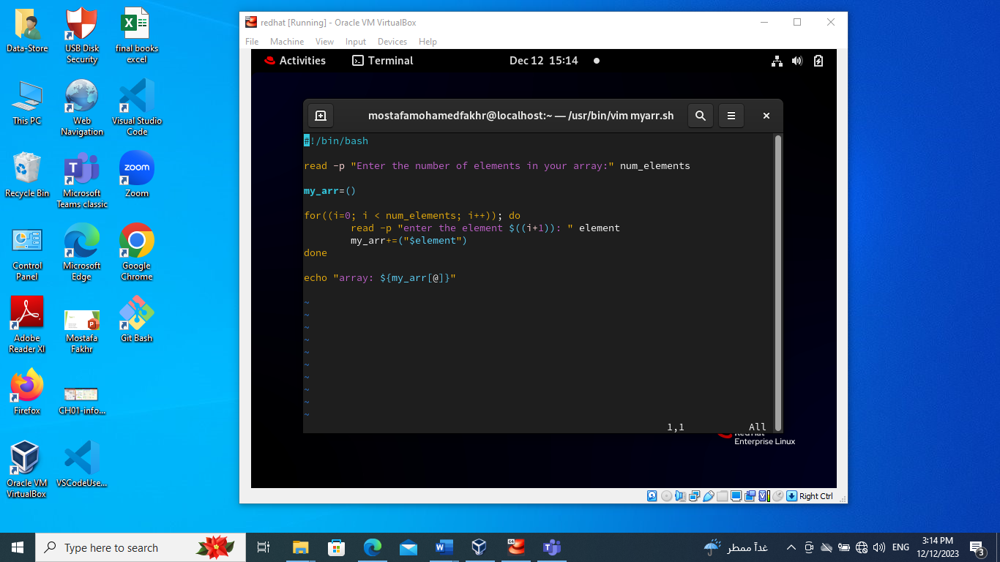 Data-Store
USB Disk
Security
final books
excel
This PC
Web
Navigation
Visual Studio
Code
Recycle Bin
Microsoft
Teams classic
zoom
Zoom
Control
Panel
Microsoft
Edge
Google
Chrome
Adobe
Reader XI
Mostafa
Fakhr
Git Bash
Firefox
CH01-info...
Oracle VM
VirtualBox
VSCodeUse...
redhat [Running] - Oracle VM VirtualBox
File Machine View Input Devices Help
Activities Terminal Dec 12 15:14
mostafamohamedfakhr@localhost:~ — /usr/bin/vim myarr.sh
#!/bin/bash
read -p "Enter the number of elements in your array:" num_elements
my_arr=()
for((i=0; i < num_elements; i++)); do
read -p "enter the element $((i+1)): " element
my_arr+=("$element")
done
echo "array: ${my_arr[@]}"
~
~
~
~
~
~
~
~
~
~
1,1 All
Enterprise Linux
Right Ctrl
Type here to search
غداً ممطر
ENG
3:14 PM
12/12/2023
3